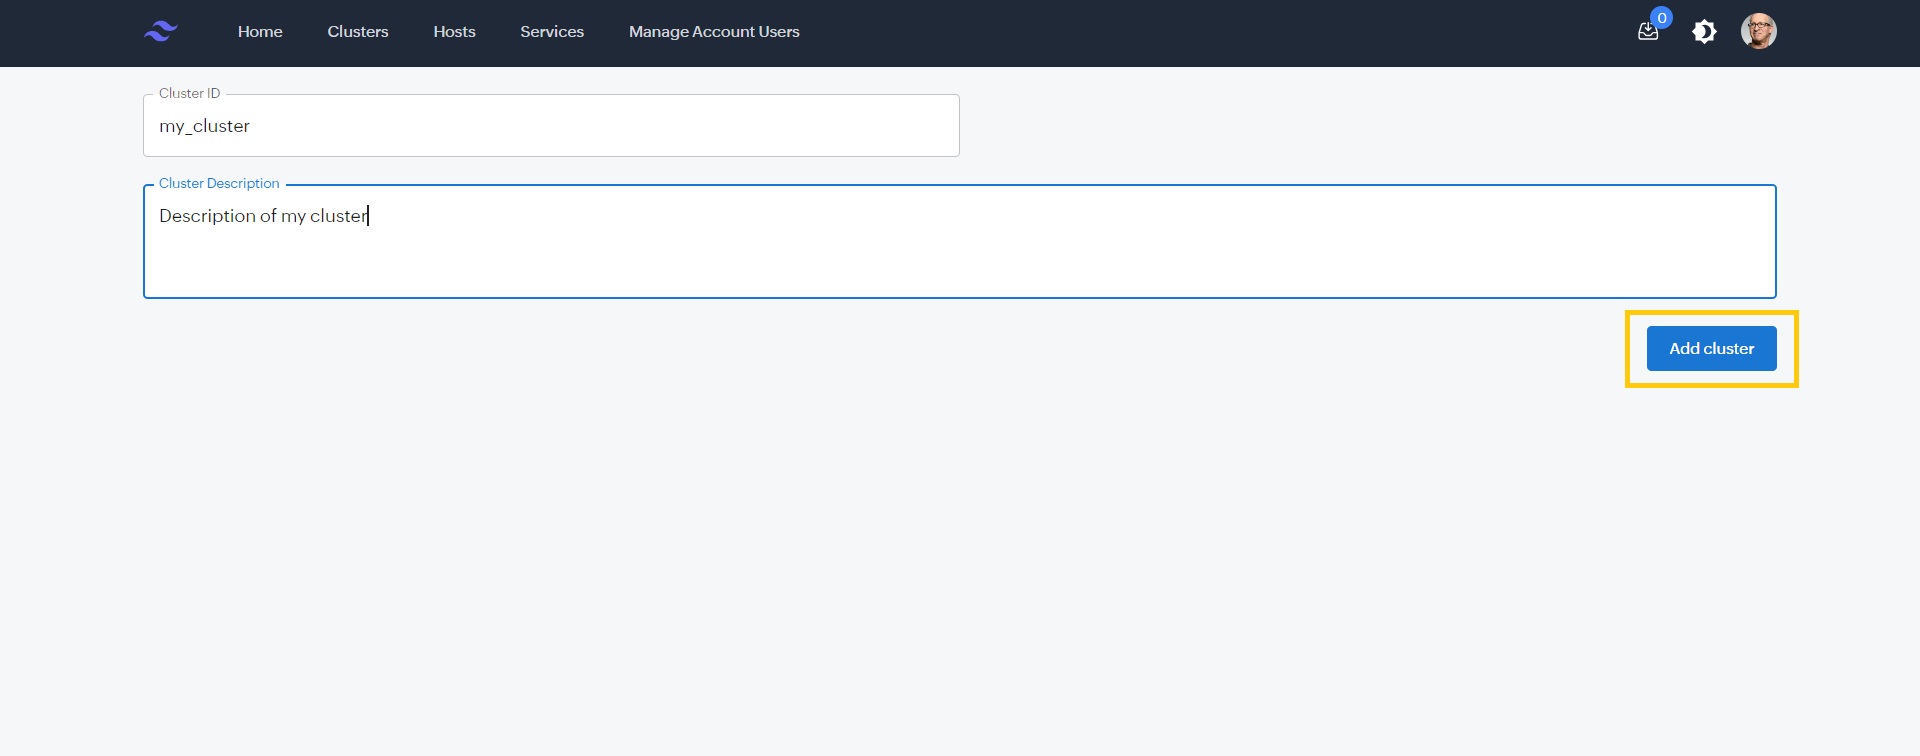 Home Clusters Hosts Services Manage Account Users 0
Cluster ID
my_cluster
Cluster Description
Description of my cluster
Add cluster